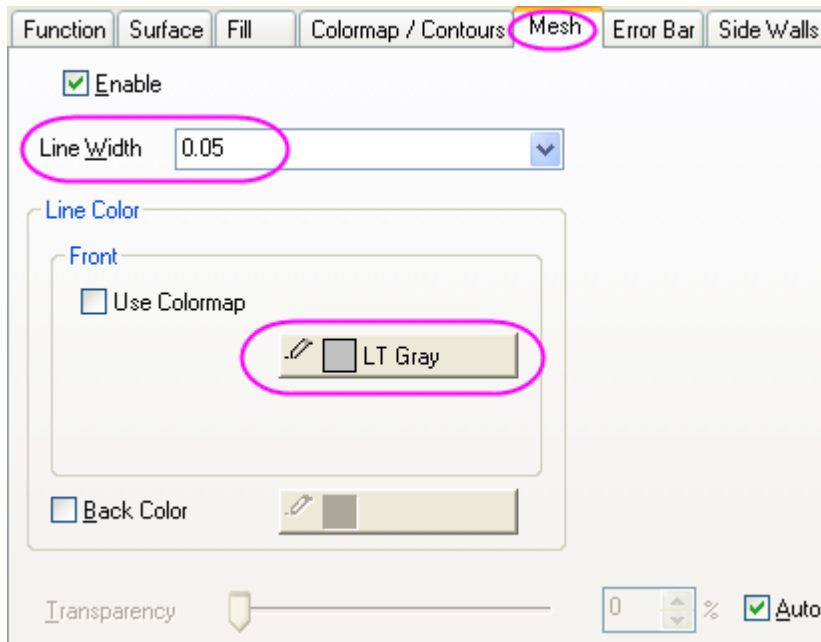 Function Surface Fill Colormap / Contours Mesh Error Bar Side Walls
Enable
Line Width 0.05
Line Color
Front
Use Colormap
LT Gray
Back Color
Transparency 0 % Auto